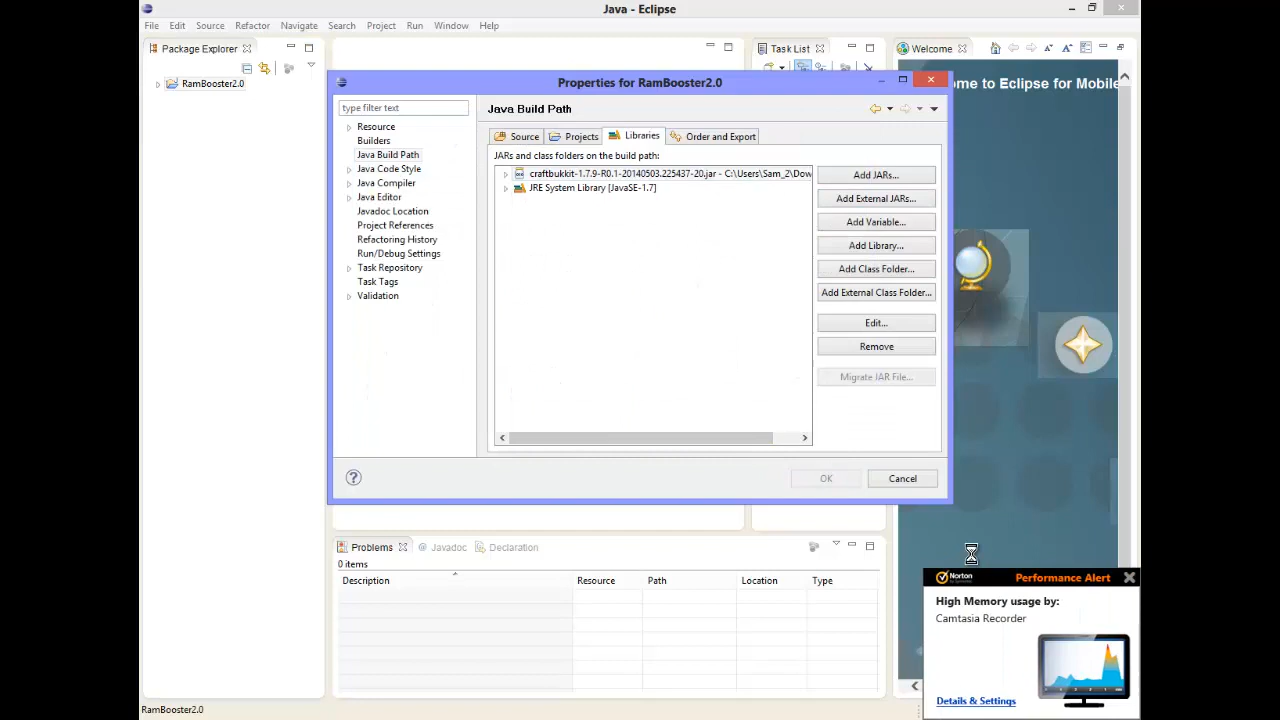 Java - Eclipse
File Edit Source Refactor Navigate Search Project Run Window Help
Package Explorer
RamBooster2.0
Task List
Welcome
ome to Eclipse for Mobile
Properties for RamBooster2.0
type filter text
Resource
Builders
Java Build Path
Java Code Style
Java Compiler
Java Editor
Javadoc Location
Project References
Refactoring History
Run/Debug Settings
Task Repository
Task Tags
Validation
Java Build Path
Source Projects Libraries Order and Export
JARs and class folders on the build path:
craftbukkit-1.7.9-R0.1-20140503.225437-20.jar - C:\Users\Sam_2\Dow
JRE System Library [JavaSE-1.7]
Add JARs...
Add External JARs...
Add Variable...
Add Library...
Add Class Folder...
Add External Class Folder...
Edit...
Remove
Migrate JAR File...
OK Cancel
Problems Javadoc Declaration
0 items
Description Resource Path Location Type
Norton
by Symantec
Performance Alert
High Memory usage by:
Camtasia Recorder
Details & Settings
RamBooster2.0